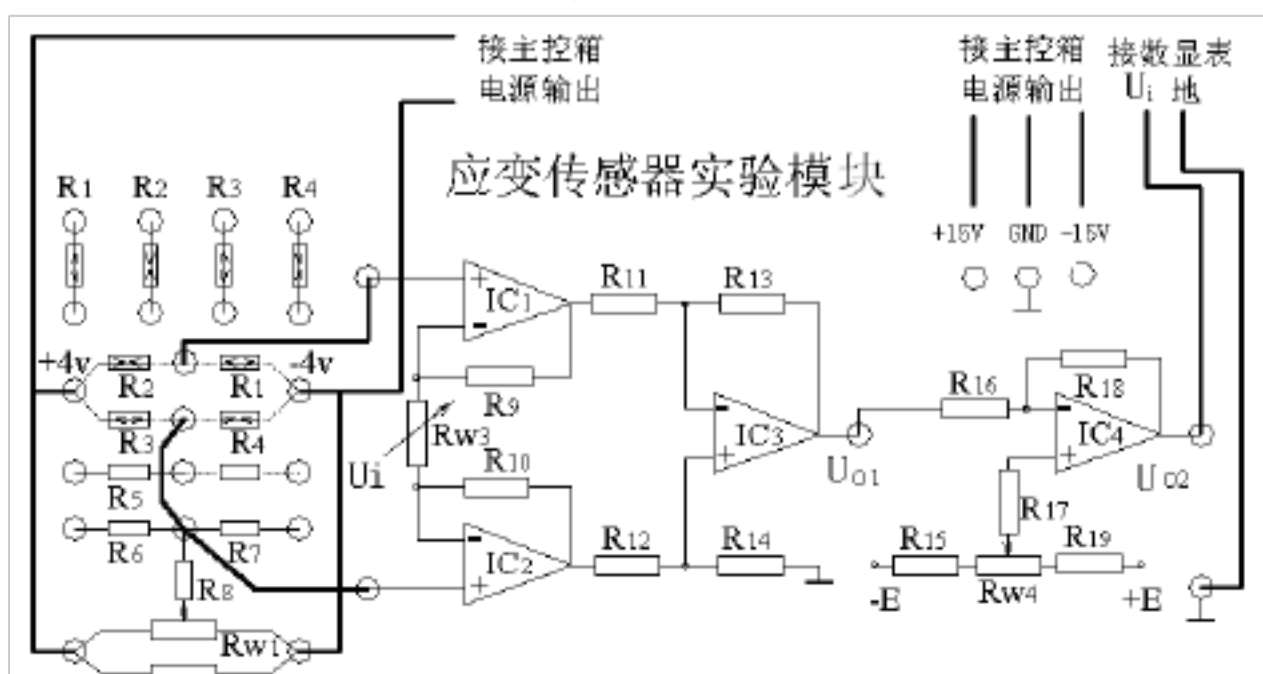 接主控箱
电源输出
接主控箱
电源输出
接数显表
Ui 地
应变传感器实验模块
R1 R2 R3 R4
+15V GND -15V
IC1
R11
R13
+4v
R2
R1
-4v
R9
R16
R18
R3
R4
Rw3
IC3
IC4
Ui
R10
Uo1
Uo2
R5
R17
R6
R7
IC2
R12
R14
R15
R19
R8
-E
Rw4
+E
Rw1